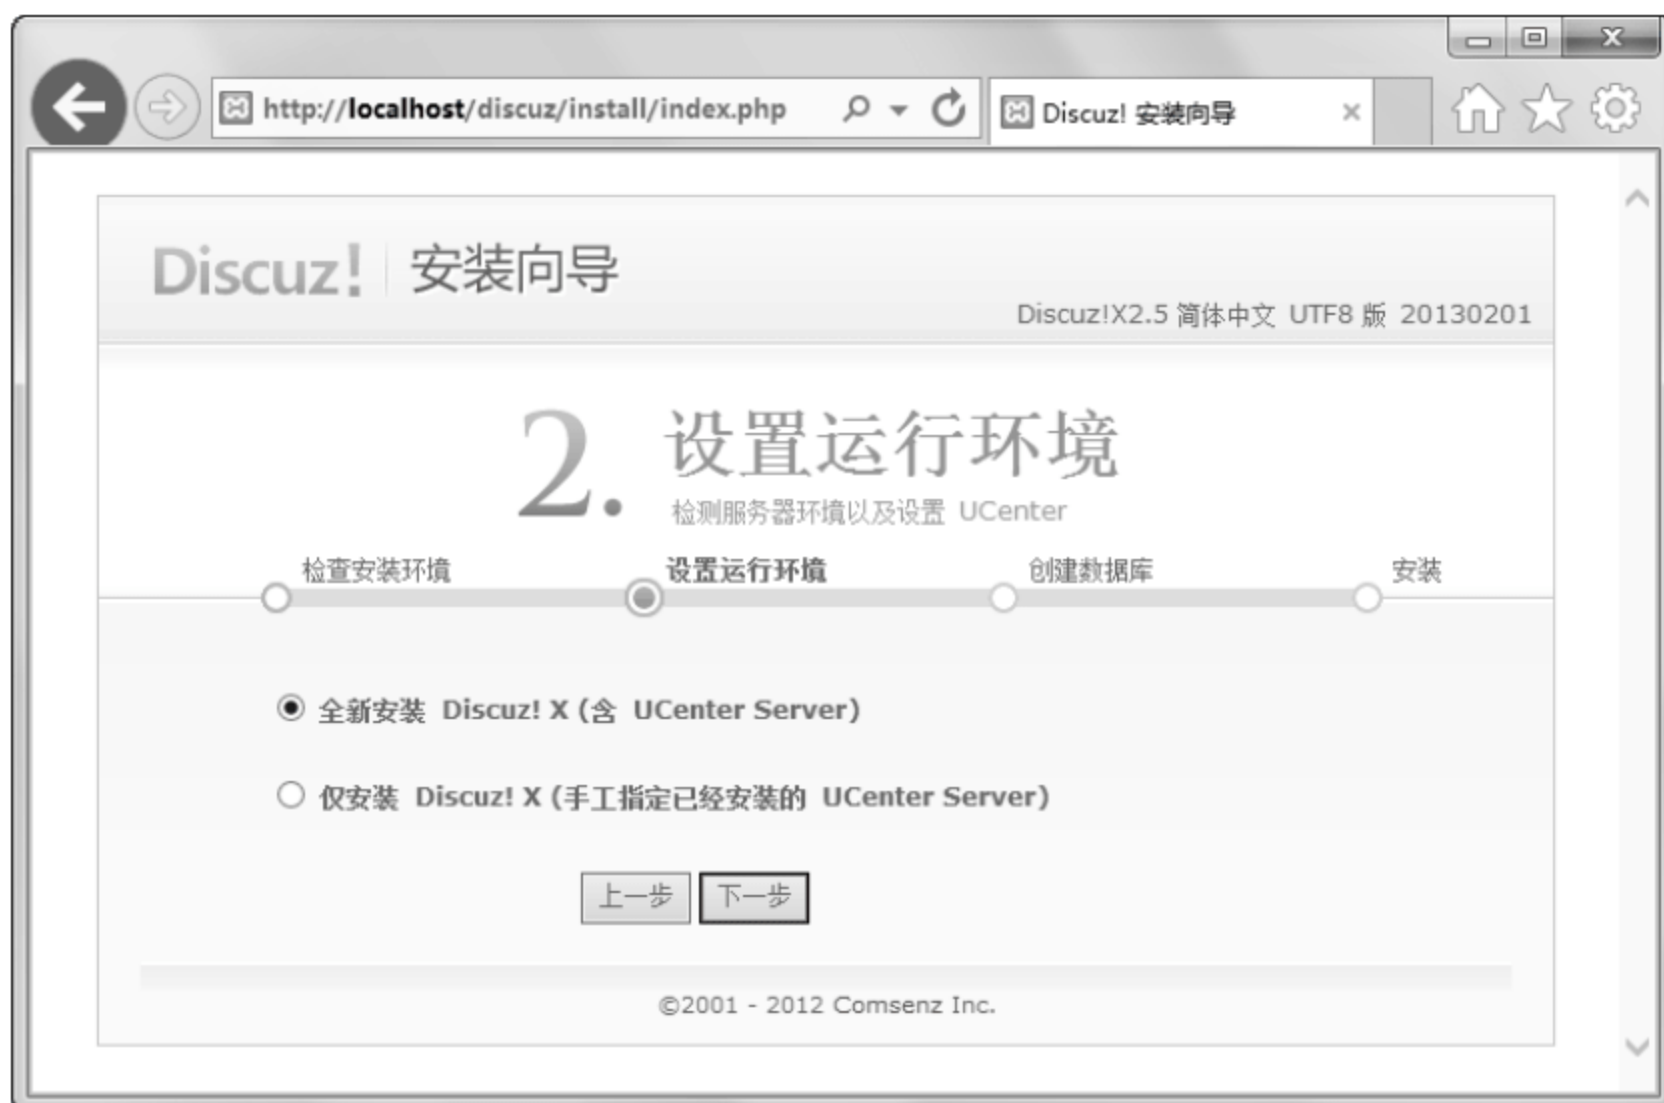 http://localhost/discuz/install/index.php
Discuz! 安装向导
Discuz! 安装向导
Discuz!X2.5 简体中文 UTF8 版 20130201
2. 设置运行环境
检测服务器环境以及设置 UCenter
检查安装环境 设置运行环境 创建数据库 安装
全新安装 Discuz! X (含 UCenter Server)
仅安装 Discuz! X (手工指定已经安装的 UCenter Server)
上一步 下一步
©2001 - 2012 Comsenz Inc.